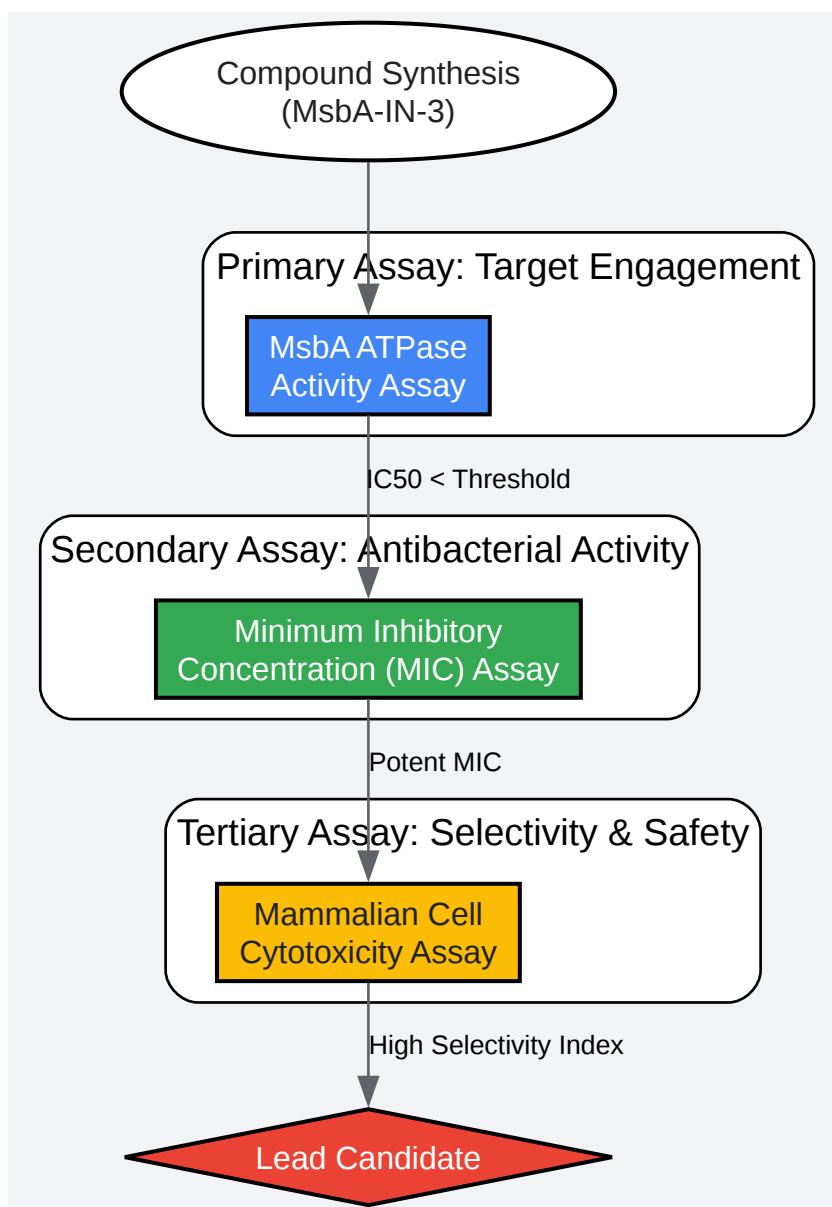 Compound Synthesis
(MsbA-IN-3)
Primary Assay: Target Engagement
MsbA ATPase
Activity Assay
IC50 < Threshold
Secondary Assay: Antibacterial Activity
Minimum Inhibitory
Concentration (MIC) Assay
Potent MIC
Tertiary Assay: Selectivity & Safety
Mammalian Cell
Cytotoxicity Assay
High Selectivity Index
Lead Candidate